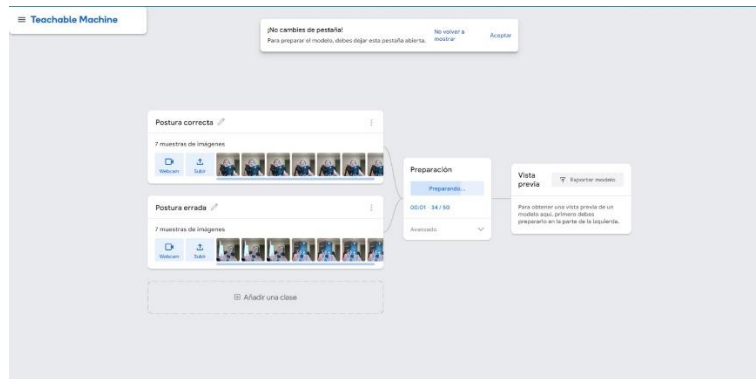 Teachable Machine
¡No cambies de pestaña!
Para preparar el modelo, debes dejar esta pestaña abierta.
No volver a
mostrar
Aceptar
Postura correcta
7 muestras de imágenes
Webcam
Subir
Postura errada
7 muestras de imágenes
Webcam
Subir
Añadir una clase
Preparación
Preparando...
00:01 - 34 / 50
Avanzado
Vista
previa
Exportar modelo
Para obtener una vista previa de un
modelo aquí, primero debes
prepararlo en la parte de la izquierda.